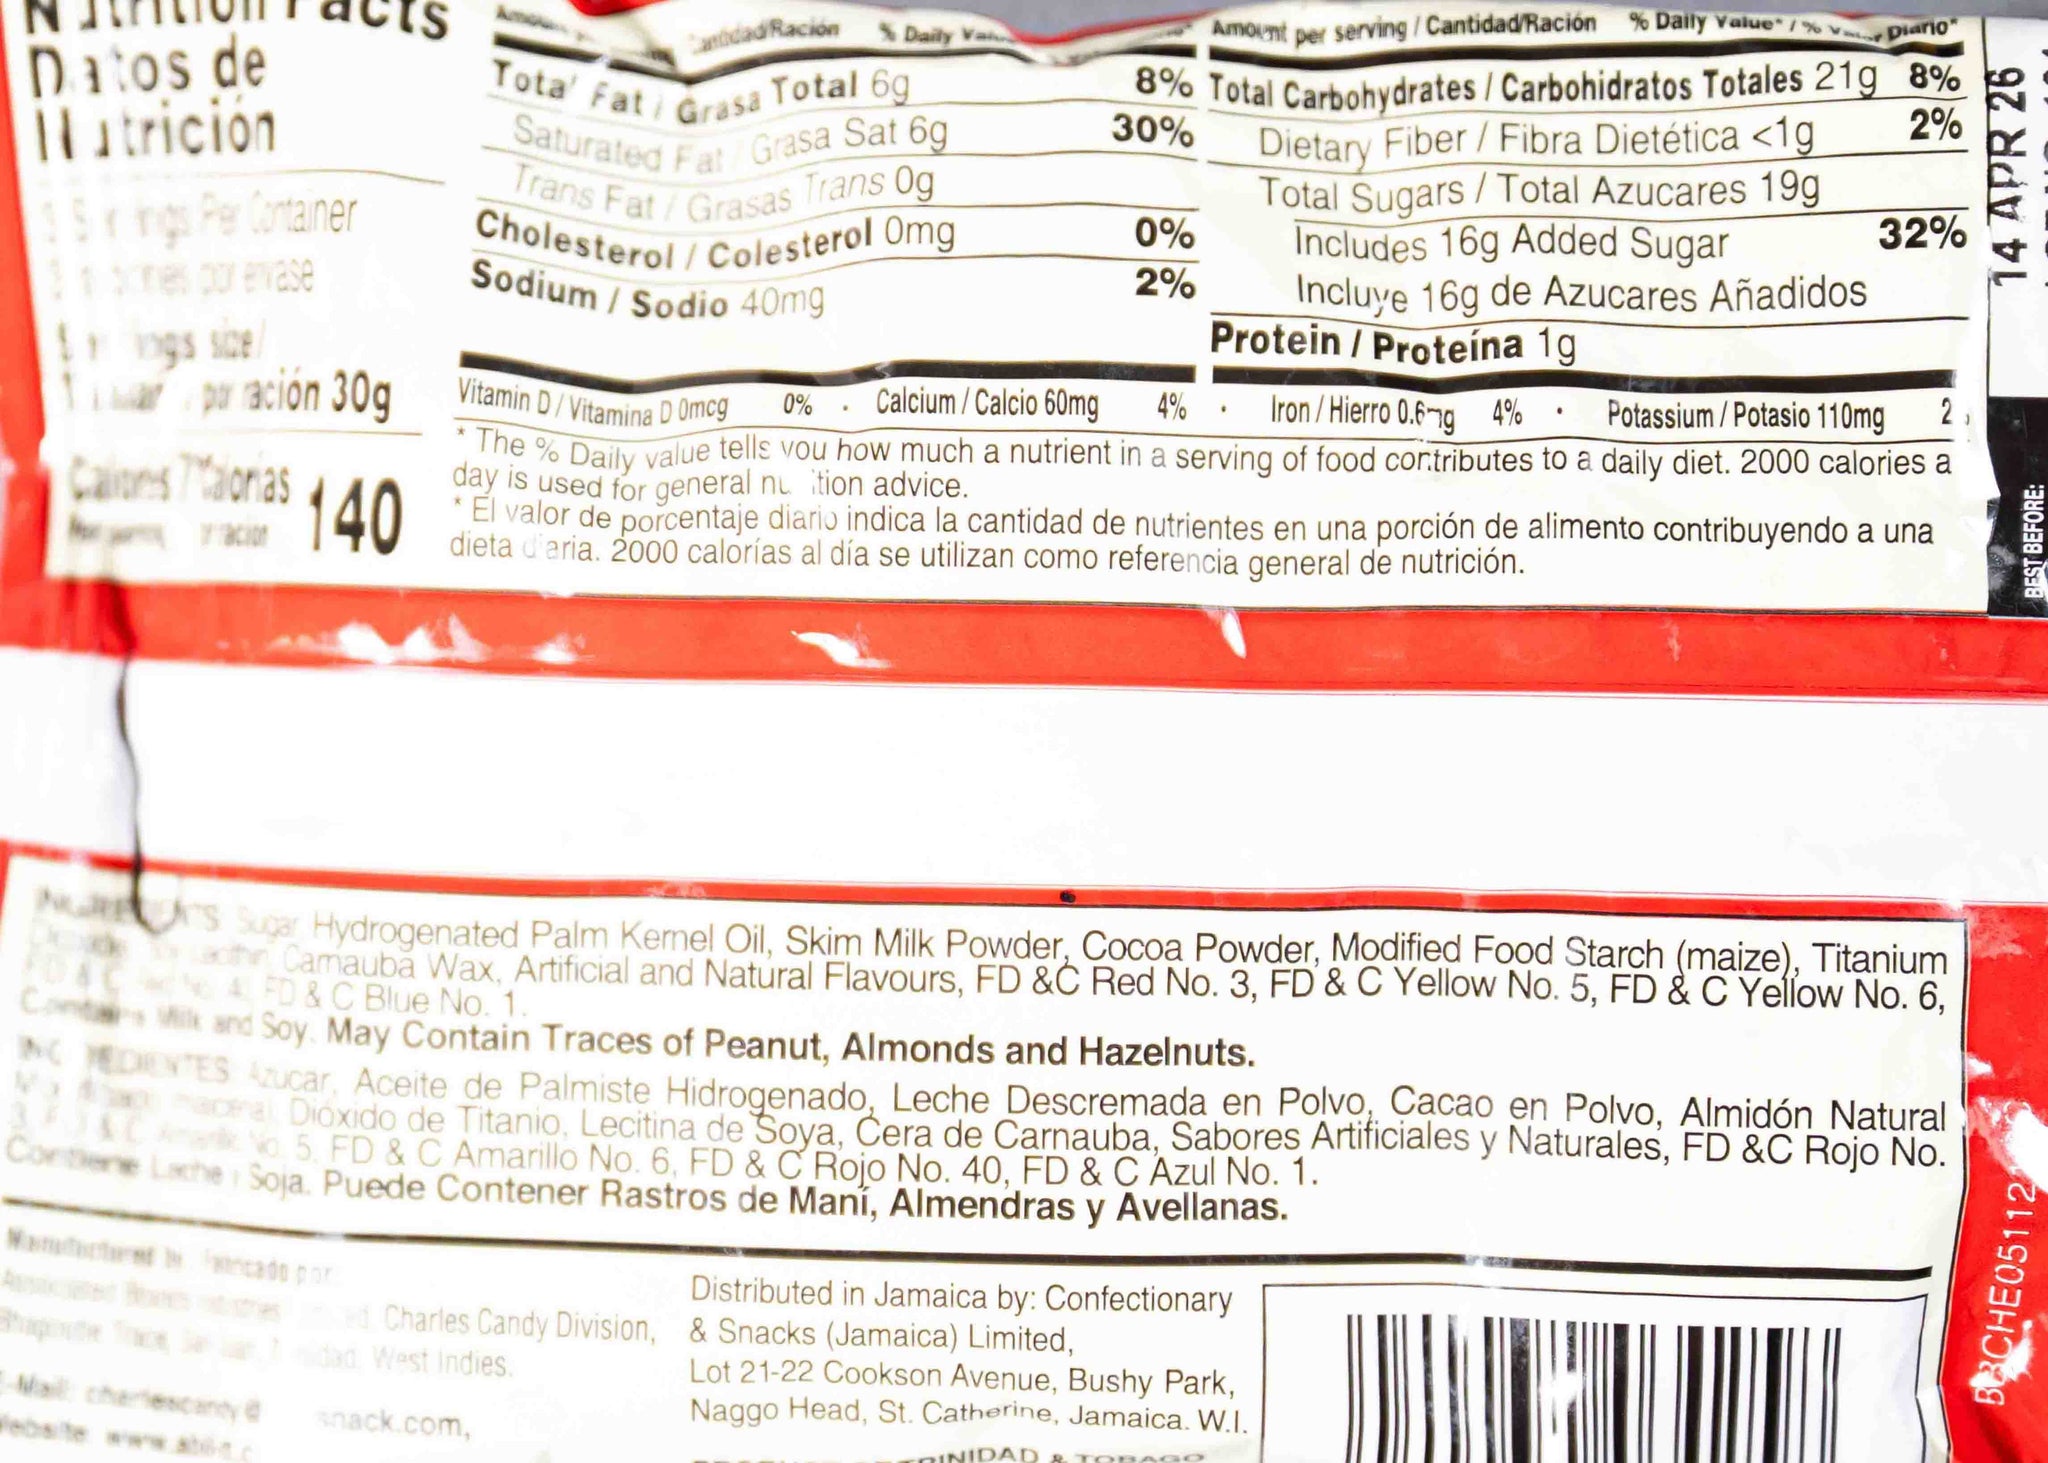 Datos de
Nutrición
Per Container
por envase
size/
por ración 30g
140
Cantidad/Ración % Daily
Total Fat / Grasa Total 6g 8%
Saturated Fat / Grasa Sat 6g 30%
Trans Fat / Grasas Trans 0g
Cholesterol / Colesterol 0mg 0%
Sodium / Sodio 40mg 2%
Amount per serving / Cantidad/Ración % Daily Value* / % Valor Diario*
Total Carbohydrates / Carbohidratos Totales 21g 8%
Dietary Fiber / Fibra Dietética <1g 2%
Total Sugars / Total Azucares 19g
Includes 16g Added Sugar 32%
Incluye 16g de Azucares Añadidos
Protein / Proteína 1g
Vitamin D / Vitamina D 0mcg 0% · Calcium / Calcio 60mg 4% · Iron / Hierro 0.6mg 4% · Potassium / Potasio 110mg
* The % Daily value tells you how much a nutrient in a serving of food contributes to a daily diet. 2000 calories a
day is used for general nutrition advice.
* El valor de porcentaje diario indica la cantidad de nutrientes en una porción de alimento contribuyendo a una
dieta diaria. 2000 calorías al día se utilizan como referencia general de nutrición.
14 APR 26
BEST BEFORE:
Sugar, Hydrogenated Palm Kernel Oil, Skim Milk Powder, Cocoa Powder, Modified Food Starch (maize), Titanium
Carnauba Wax, Artificial and Natural Flavours, FD &C Red No. 3, FD & C Yellow No. 5, FD & C Yellow No. 6,
FD & C Blue No. 1.
Milk and Soy. May Contain Traces of Peanut, Almonds and Hazelnuts.
INGREDIENTES Azucar, Aceite de Palmiste Hidrogenado, Leche Descremada en Polvo, Cacao en Polvo, Almidón Natural
Dióxido de Titanio, Lecitina de Soya, Cera de Carnauba, Sabores Artificiales y Naturales, FD &C Rojo No.
No. 5, FD & C Amarillo No. 6, FD & C Rojo No. 40, FD & C Azul No. 1.
Contiene Leche y Soja. Puede Contener Rastros de Maní, Almendras y Avellanas.
Charles Candy Division,
West Indies.
snack.com,
Distributed in Jamaica by: Confectionary
& Snacks (Jamaica) Limited,
Lot 21-22 Cookson Avenue, Bushy Park,
Naggo Head, St. Catherine, Jamaica. W.I.
TRINIDAD & TOBAGO